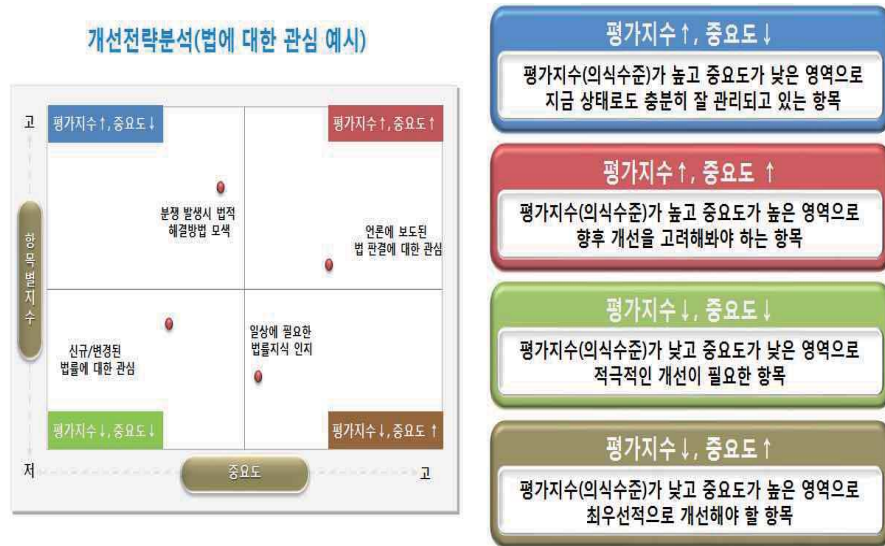 개선전략분석(법에 대한 관심 예시)
고
평가지수↑, 중요도↓
평가지수↑, 중요도↑
분쟁 발생시 법적
해결방법 모색
언론에 보도된
법 판결에 대한 관심
항목별지수
신규/변경된
법률에 대한 관심
일상에 필요한
법률지식 인지
평가지수↓, 중요도↓
평가지수↓, 중요도↑
저
중요도
고
평가지수↑, 중요도↓
평가지수(의식수준)가 높고 중요도가 낮은 영역으로
지금 상태로도 충분히 잘 관리되고 있는 항목
평가지수↑, 중요도 ↑
평가지수(의식수준)가 높고 중요도가 높은 영역으로
향후 개선을 고려해봐야 하는 항목
평가지수↓, 중요도↓
평가지수(의식수준)가 낮고 중요도가 낮은 영역으로
적극적인 개선이 필요한 항목
평가지수↓, 중요도↑
평가지수(의식수준)가 낮고 중요도가 높은 영역으로
최우선적으로 개선해야 할 항목